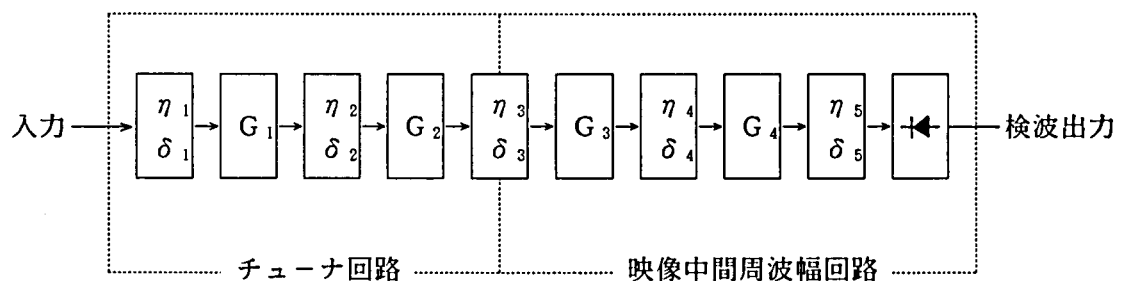 入力
η1
δ1
G1
η2
δ2
G2
η3
δ3
G3
η4
δ4
G4
η5
δ5
検波出力
チューナ回路
映像中間周波幅回路